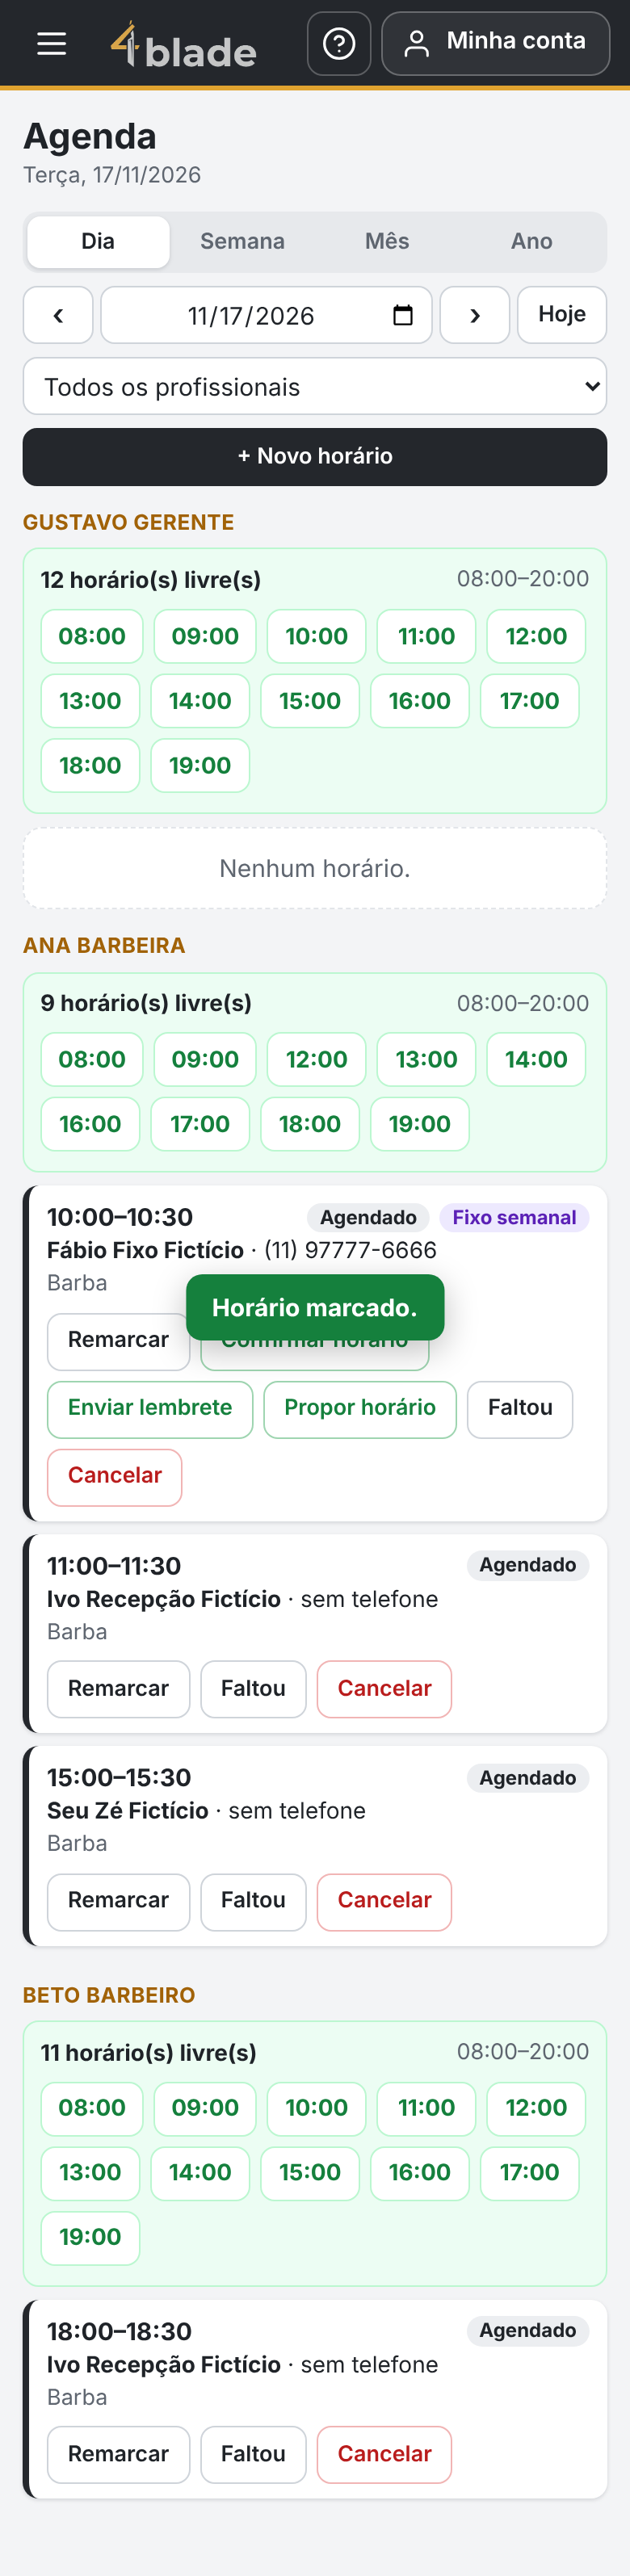 4blade
Minha conta
Agenda
Terça, 17/11/2026
Dia Semana Mês Ano
‹ 11/17/2026 › Hoje
Todos os profissionais
+ Novo horário
GUSTAVO GERENTE
12 horário(s) livre(s) 08:00–20:00
08:00 09:00 10:00 11:00 12:00
13:00 14:00 15:00 16:00 17:00
18:00 19:00
Nenhum horário.
ANA BARBEIRA
9 horário(s) livre(s) 08:00–20:00
08:00 09:00 12:00 13:00 14:00
16:00 17:00 18:00 19:00
10:00–10:30 Agendado Fixo semanal
Fábio Fixo Fictício · (11) 97777-6666
Barba
Horário marcado.
Remarcar Confirmar horário
Enviar lembrete Propor horário Faltou
Cancelar
11:00–11:30 Agendado
Ivo Recepção Fictício · sem telefone
Barba
Remarcar Faltou Cancelar
15:00–15:30 Agendado
Seu Zé Fictício · sem telefone
Barba
Remarcar Faltou Cancelar
BETO BARBEIRO
11 horário(s) livre(s) 08:00–20:00
08:00 09:00 10:00 11:00 12:00
13:00 14:00 15:00 16:00 17:00
19:00
18:00–18:30 Agendado
Ivo Recepção Fictício · sem telefone
Barba
Remarcar Faltou Cancelar